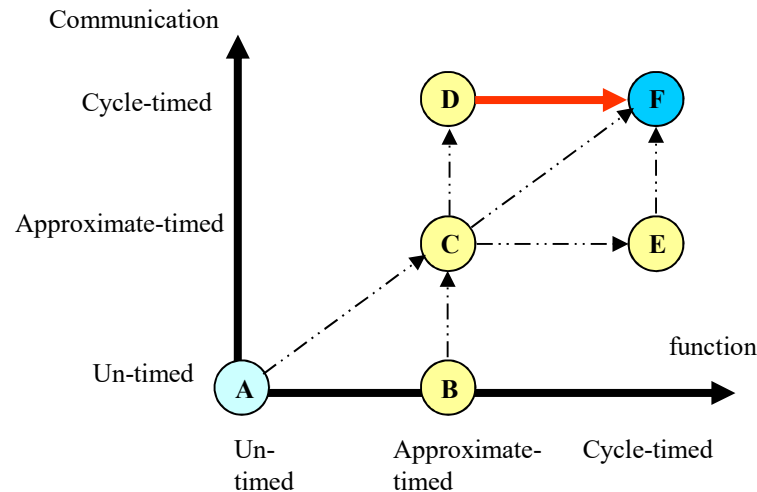 Communication
Cycle-timed
D
F
Approximate-timed
C
E
function
Un-timed
A
B
Un-
timed
Approximate-
timed
Cycle-timed